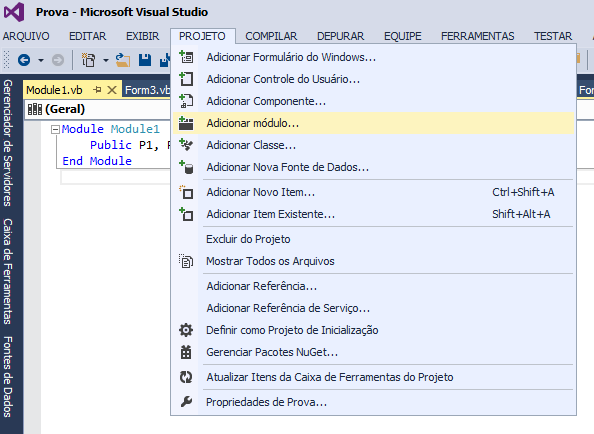 Prova - Microsoft Visual Studio
ARQUIVO EDITAR EXIBIR PROJETO COMPILAR DEPURAR EQUIPE FERRAMENTAS TESTAR
Module1.vb Form3.vb
(Geral)
Module Module1
Public P1,
End Module
Adicionar Formulário do Windows...
Adicionar Controle do Usuário...
Adicionar Componente...
Adicionar módulo...
Adicionar Classe...
Adicionar Nova Fonte de Dados...
Adicionar Novo Item... Ctrl+Shift+A
Adicionar Item Existente... Shift+Alt+A
Excluir do Projeto
Mostrar Todos os Arquivos
Adicionar Referência...
Adicionar Referência de Serviço...
Definir como Projeto de Inicialização
Gerenciar Pacotes NuGet...
Atualizar Itens da Caixa de Ferramentas do Projeto
Propriedades de Prova...
Gerenciador de Servidores
Caixa de Ferramentas
Fontes de Dados